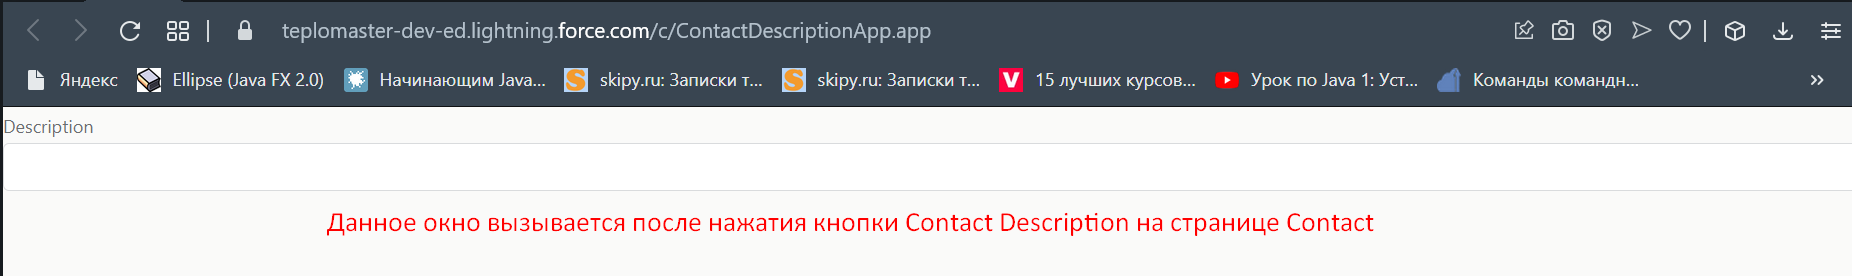 teplomaster-dev-ed.lightning.force.com/c/ContactDescriptionApp.app
Яндекс Ellipse (Java FX 2.0) Начинающим Java... skipy.ru: Записки т... skipy.ru: Записки т... 15 лучших курсов... Урок по Java 1: Уст... Команды командн...
Description
Данное окно вызывается после нажатия кнопки Contact Description на странице Contact